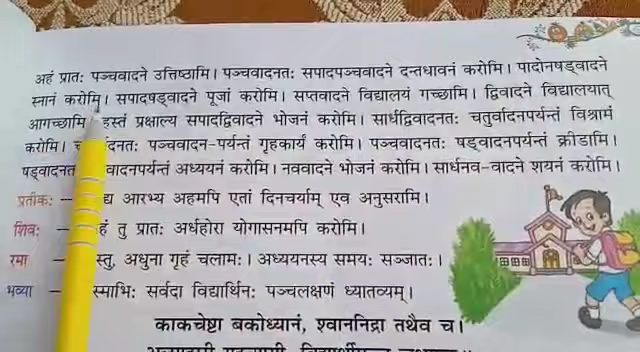 अहं प्रातः पञ्चवादने उत्तिष्ठामि। पञ्चवादनतः सपादपञ्चवादने दन्तधावनं करोमि। पादोनषड्वादने
स्नानं करोमि। सपादषड्वादने पूजां करोमि। सप्तवादने विद्यालयं गच्छामि। द्विवादने विद्यालयात्
आगच्छामि हस्तं प्रक्षाल्य सपादद्विवादने भोजनं करोमि। सार्धद्विवादनतः चतुर्वादनपर्यन्तं विश्रामं
करोमि। पञ्चवादन-पर्यन्तं गृहकार्यं करोमि। पञ्चवादनतः षड्वादनपर्यन्तं क्रीडामि।
अध्ययनं करोमि। नववादने भोजनं करोमि। सार्धनव-वादने शयनं करोमि।
प्रतीकः – आरभ्य अहमपि एतां दिनचर्याम् एव अनुसरामि।
शिवः – तु प्रातः अर्धहोरा योगासनमपि करोमि।
रमा – अधुना गृहं चलामः। अध्ययनस्य समयः सञ्जातः।
भव्या – सर्वदा विद्यार्थिनः पञ्चलक्षणं ध्यातव्यम्।
काकचेष्टा बकोध्यानं, श्वाननिद्रा तथैव च।